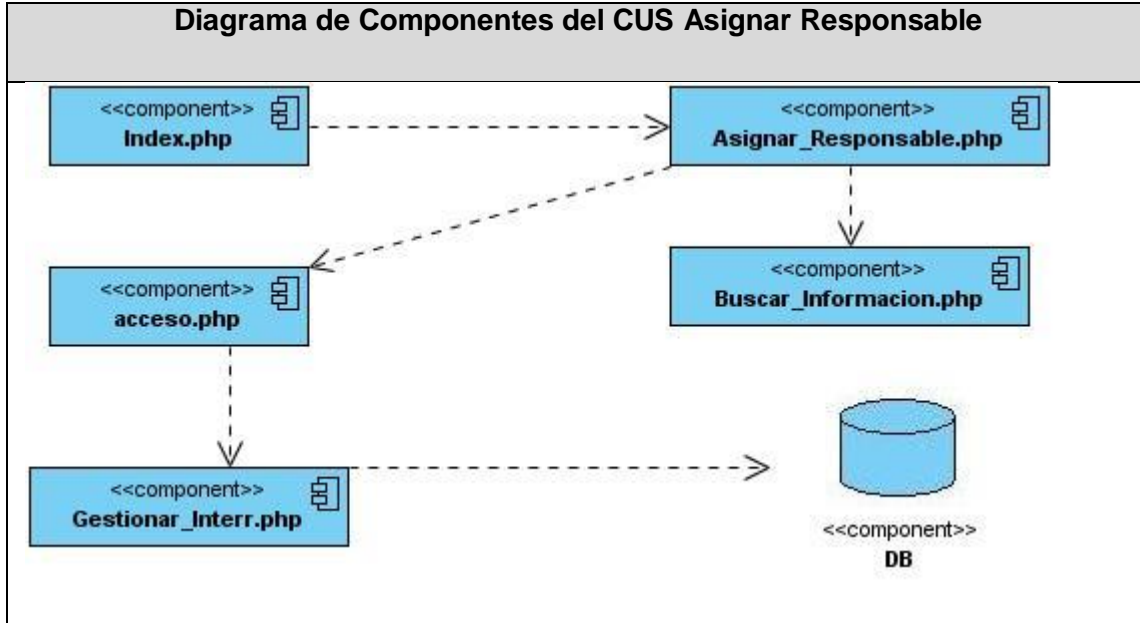 Diagrama de Componentes del CUS Asignar Responsable
<<component>>
Index.php
<<component>>
Asignar_Responsable.php
<<component>>
acceso.php
<<component>>
Buscar_Informacion.php
<<component>>
Gestionar_Interr.php
<<component>>
DB